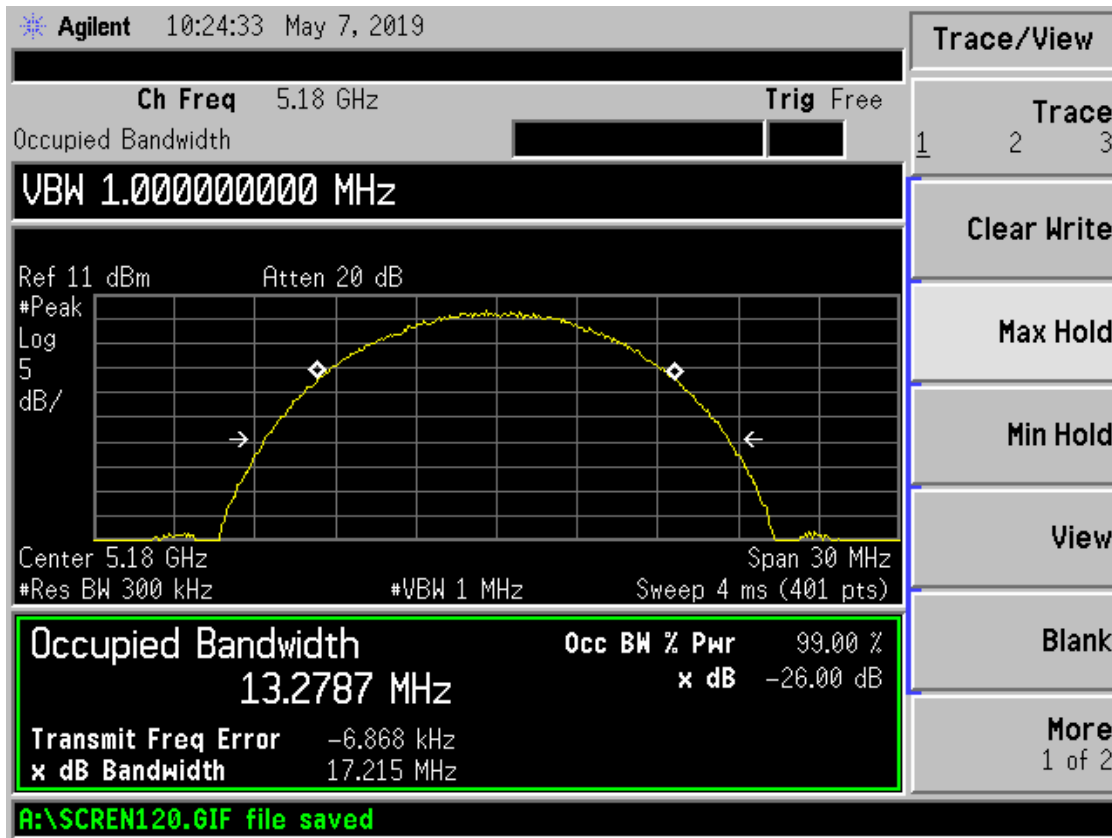 Agilent 10:24:33 May 7, 2019
Ch Freq 5.18 GHz Trig Free
Occupied Bandwidth
VBW 1.000000000 MHz
Ref 11 dBm Atten 20 dB
#Peak
Log
5
dB/
Center 5.18 GHz Span 30 MHz
#Res BW 300 kHz #VBW 1 MHz Sweep 4 ms (401 pts)
Occupied Bandwidth
13.2787 MHz
Occ BW % Pwr 99.00 %
x dB -26.00 dB
Transmit Freq Error -6.868 kHz
x dB Bandwidth 17.215 MHz
A:\SCREN120.GIF file saved
Trace/View
Trace
1 2 3
Clear Write
Max Hold
Min Hold
View
Blank
More
1 of 2